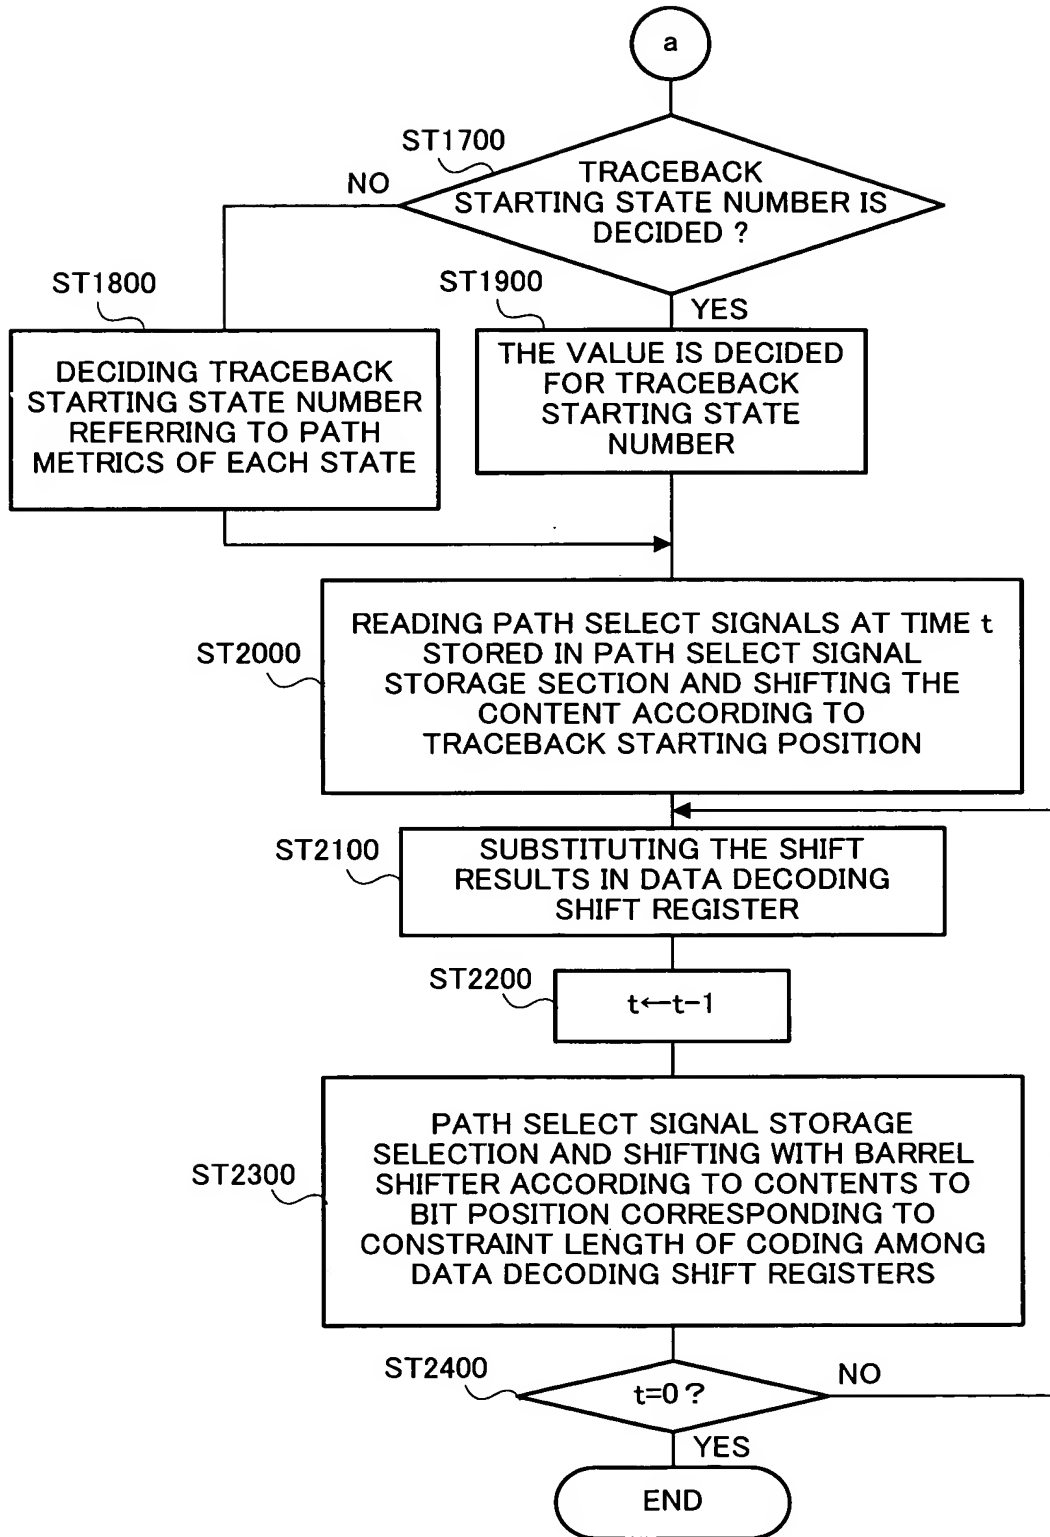 a
ST1700
TRACEBACK
NO
STARTING STATE NUMBER IS
DECIDED ?
ST1800
ST1900
YES
DECIDING TRACEBACK
STARTING STATE NUMBER
REFERRING TO PATH
METRICS OF EACH STATE
THE VALUE IS DECIDED
FOR TRACEBACK
STARTING STATE
NUMBER
ST2000
READING PATH SELECT SIGNALS AT TIME t
STORED IN PATH SELECT SIGNAL
STORAGE SECTION AND SHIFTING THE
CONTENT ACCORDING TO
TRACEBACK STARTING POSITION
ST2100
SUBSTITUTING THE SHIFT
RESULTS IN DATA DECODING
SHIFT REGISTER
ST2200
t←t-1
ST2300
PATH SELECT SIGNAL STORAGE
SELECTION AND SHIFTING WITH BARREL
SHIFTER ACCORDING TO CONTENTS TO
BIT POSITION CORRESPONDING TO
CONSTRAINT LENGTH OF CODING AMONG
DATA DECODING SHIFT REGISTERS
ST2400
t=0 ?
NO
YES
END